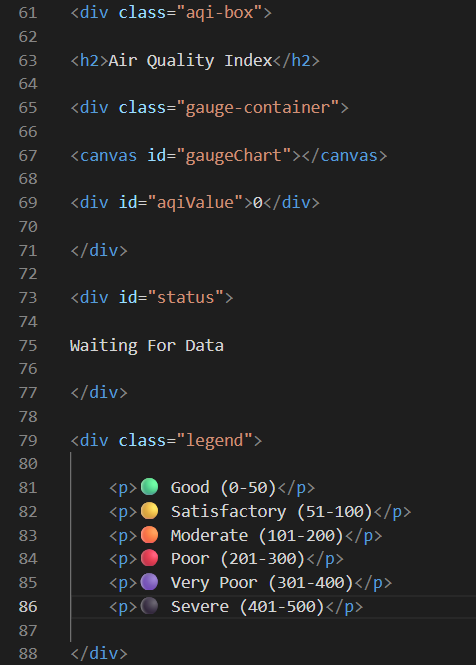 61 <div class="aqi-box">
62
63 <h2>Air Quality Index</h2>
64
65 <div class="gauge-container">
66
67 <canvas id="gaugeChart"></canvas>
68
69 <div id="aqiValue">0</div>
70
71 </div>
72
73 <div id="status">
74
75 Waiting For Data
76
77 </div>
78
79 <div class="legend">
80
81 <p>🟢 Good (0-50)</p>
82 <p>🟡 Satisfactory (51-100)</p>
83 <p>🟠 Moderate (101-200)</p>
84 <p>🔴 Poor (201-300)</p>
85 <p>🟣 Very Poor (301-400)</p>
86 <p>⚫ Severe (401-500)</p>
87
88 </div>